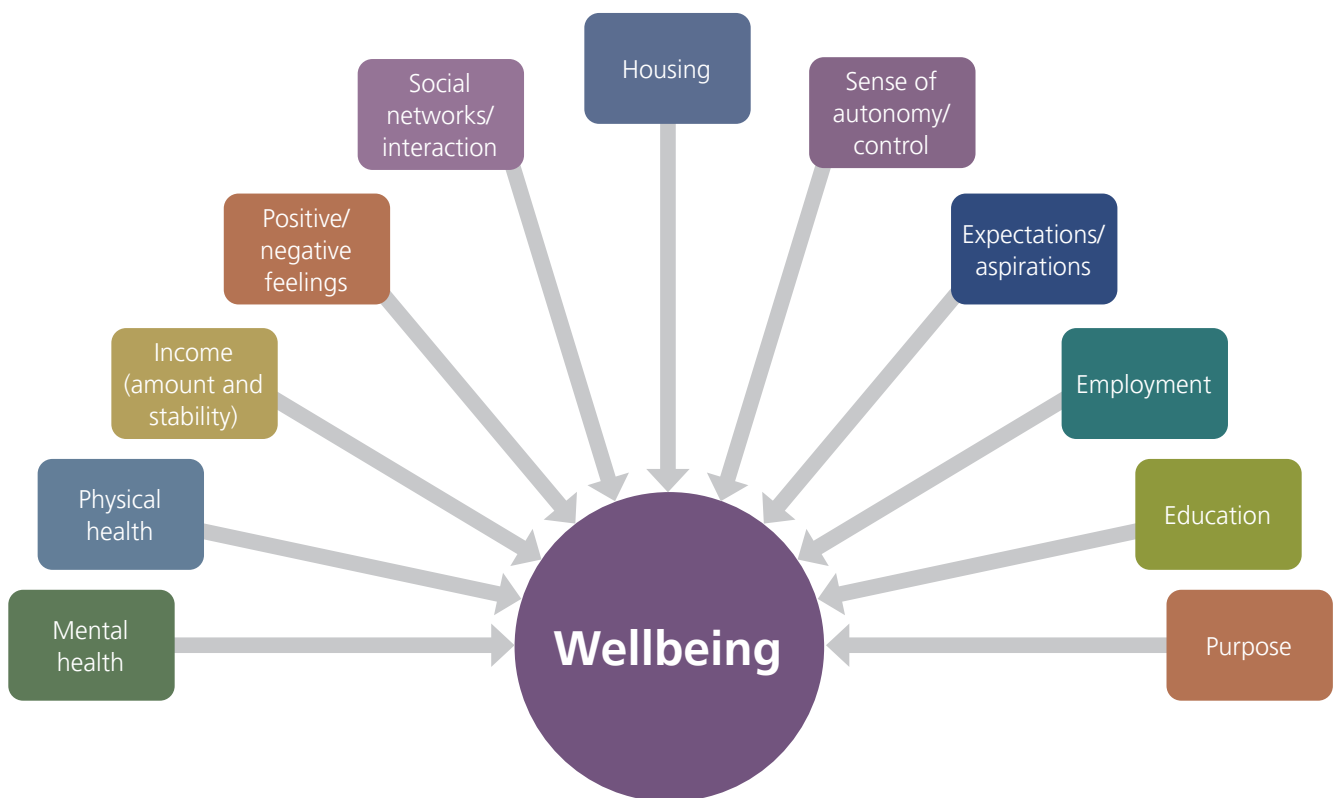 Housing
Social
networks/
interaction
Sense of
autonomy/
control
Positive/
negative
feelings
Expectations/
aspirations
Income
(amount and
stability)
Employment
Physical
health
Education
Mental
health
Wellbeing
Purpose